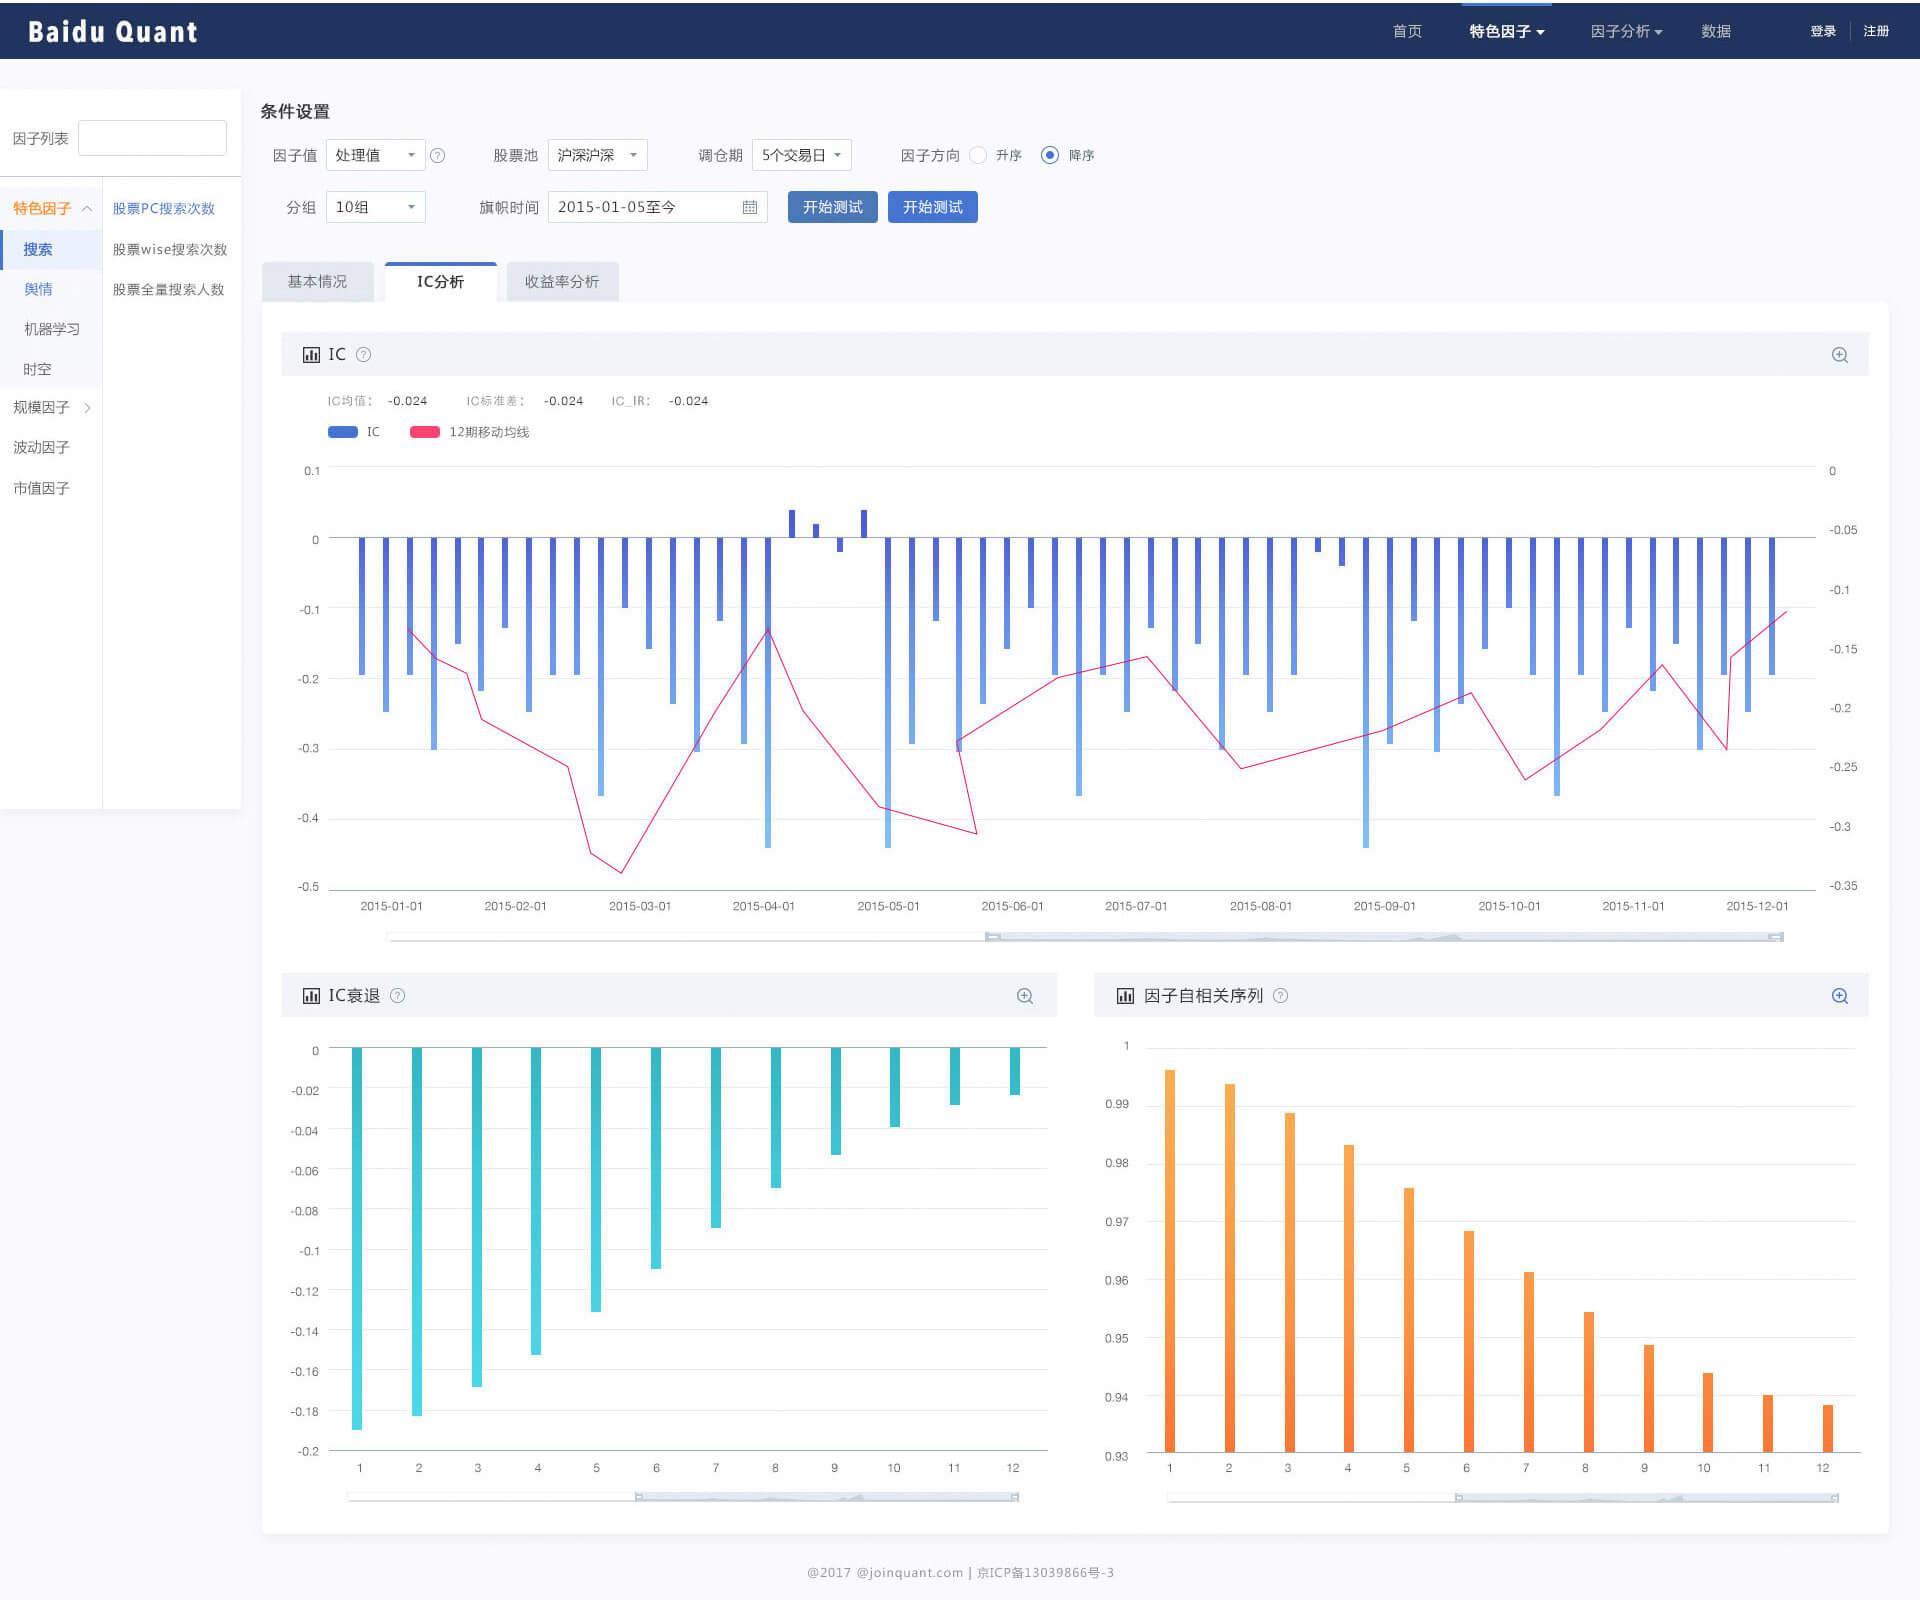 Baidu Quant
首页 特色因子 因子分析 数据 登录 注册
因子列表
特色因子
搜索
舆情
机器学习
时空
规模因子
波动因子
市值因子
股票PC搜索次数
股票wise搜索次数
股票全量搜索人数
条件设置
因子值 处理值 ? 股票池 沪深沪深 调仓期 5个交易日 因子方向 升序 降序
分组 10组 旗帜时间 2015-01-05至今 开始测试 开始测试
基本情况 IC分析 收益率分析
IC ?
IC均值： -0.024 IC标准差： -0.024 IC_IR： -0.024
IC 12期移动均线
0.1
0
-0.1
-0.2
-0.3
-0.4
-0.5
0
-0.05
-0.1
-0.15
-0.2
-0.25
-0.3
-0.35
2015-01-01 2015-02-01 2015-03-01 2015-04-01 2015-05-01 2015-06-01 2015-07-01 2015-08-01 2015-09-01 2015-10-01 2015-11-01 2015-12-01
IC衰退 ?
0
-0.02
-0.04
-0.06
-0.08
-0.1
-0.12
-0.14
-0.16
-0.18
-0.2
1 2 3 4 5 6 7 8 9 10 11 12
因子自相关序列 ?
1
0.99
0.98
0.97
0.96
0.95
0.94
0.93
1 2 3 4 5 6 7 8 9 10 11 12
@2017 @joinquant.com | 京ICP备13039866号-3